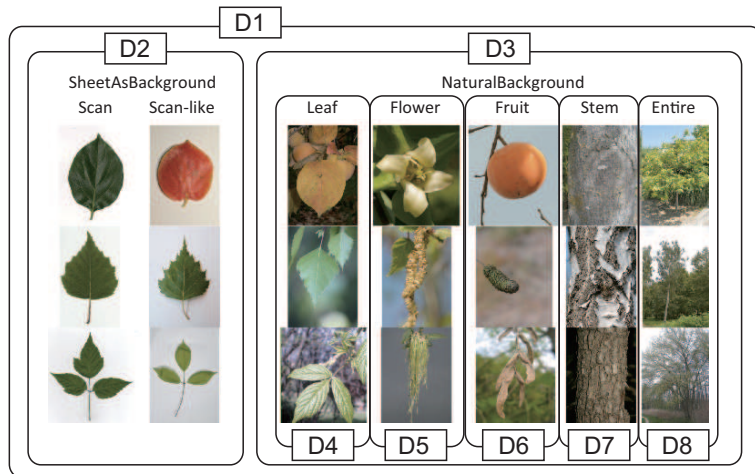 D1
D2
D3
SheetAsBackground
NaturalBackground
Scan
Scan-like
Leaf
Flower
Fruit
Stem
Entire
D4
D5
D6
D7
D8